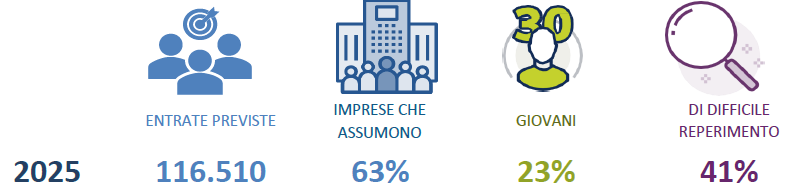 30
ENTRATE PREVISTE
IMPRESE CHE
ASSUMONO
GIOVANI
DI DIFFICILE
REPERIMENTO
2025 116.510 63% 23% 41%